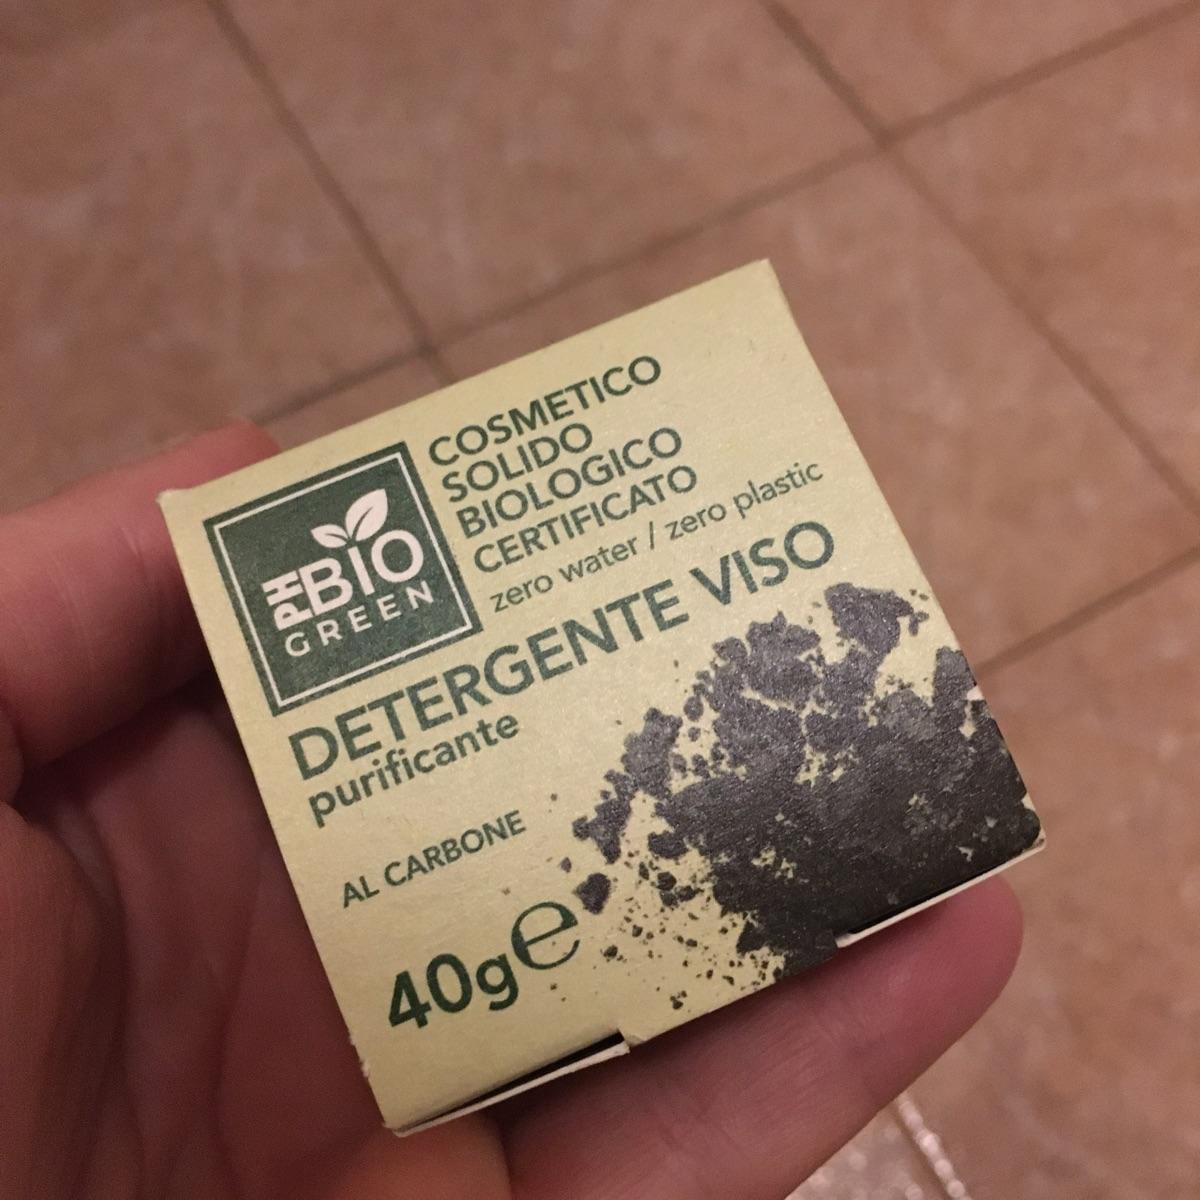 PH
BIO
GREEN
COSMETICO
SOLIDO
BIOLOGICO
CERTIFICATO
zero water / zero plastic
DETERGENTE VISO
purificante
AL CARBONE
40g℮